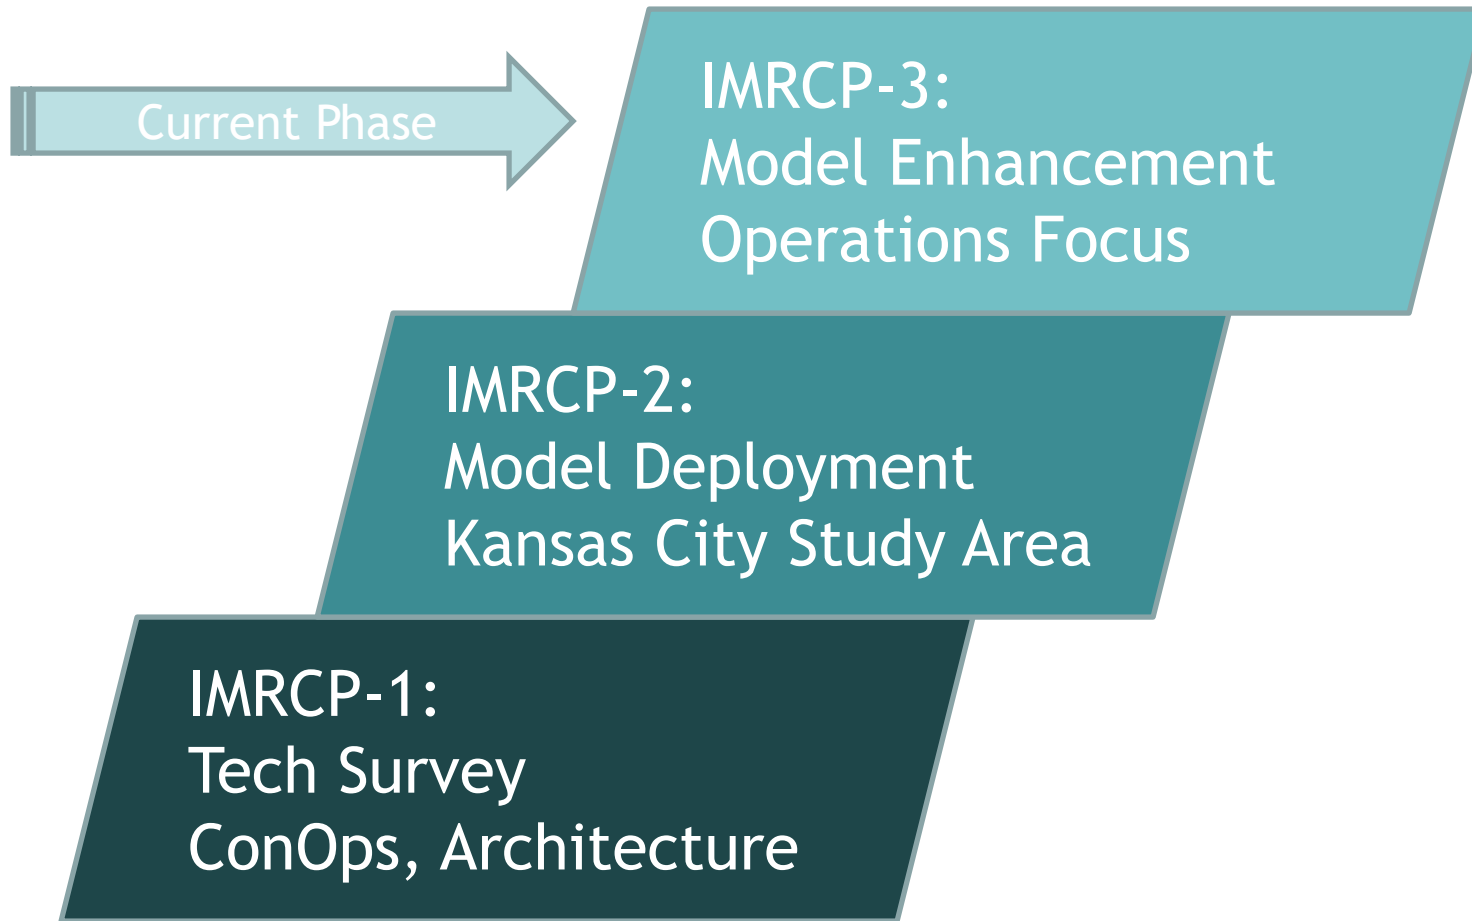 Current Phase
IMRCP-3:
Model Enhancement
Operations Focus
IMRCP-2:
Model Deployment
Kansas City Study Area
IMRCP-1:
Tech Survey
ConOps, Architecture